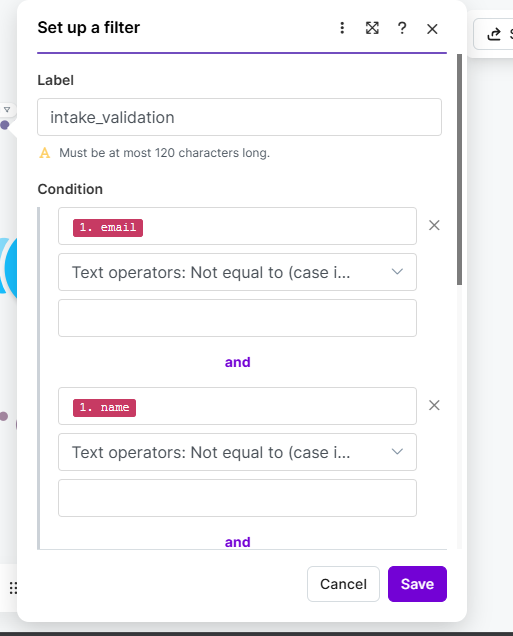 Set up a filter
Label
intake_validation
Must be at most 120 characters long.
Condition
1. email
Text operators: Not equal to (case i...
and
1. name
Text operators: Not equal to (case i...
and
Cancel
Save